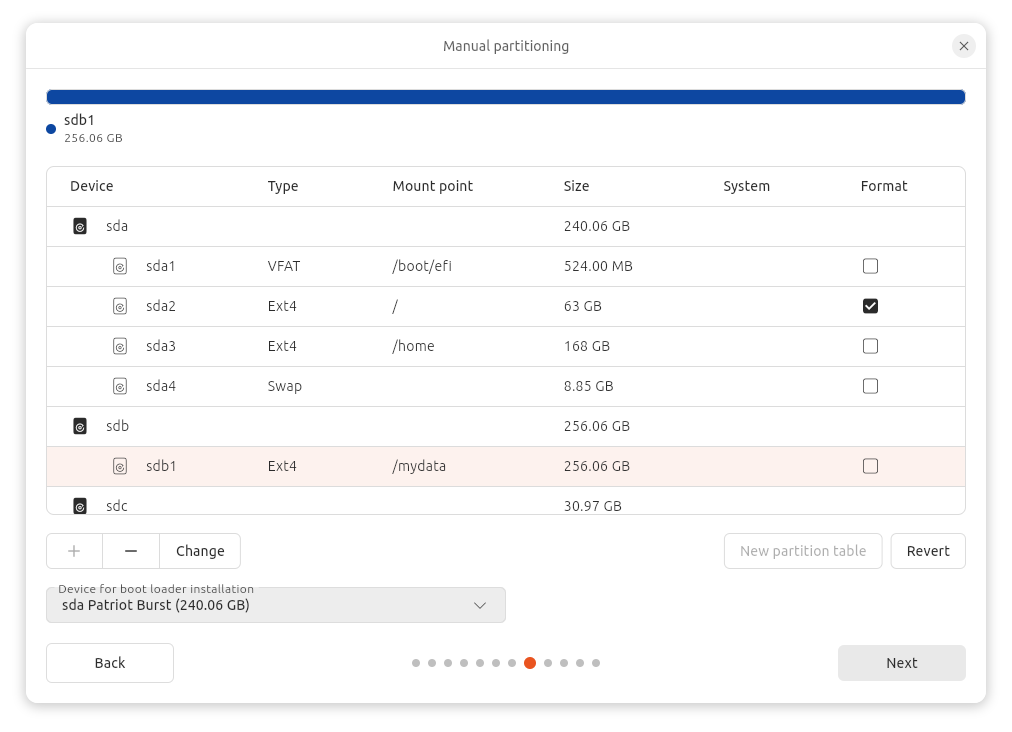 Manual partitioning
sdb1
256.06 GB
Device Type Mount point Size System Format
sda 240.06 GB
sda1 VFAT /boot/efi 524.00 MB
sda2 Ext4 / 63 GB
sda3 Ext4 /home 168 GB
sda4 Swap 8.85 GB
sdb 256.06 GB
sdb1 Ext4 /mydata 256.06 GB
sdc 30.97 GB
+ − Change New partition table Revert
Device for boot loader installation
sda Patriot Burst (240.06 GB)
Back Next